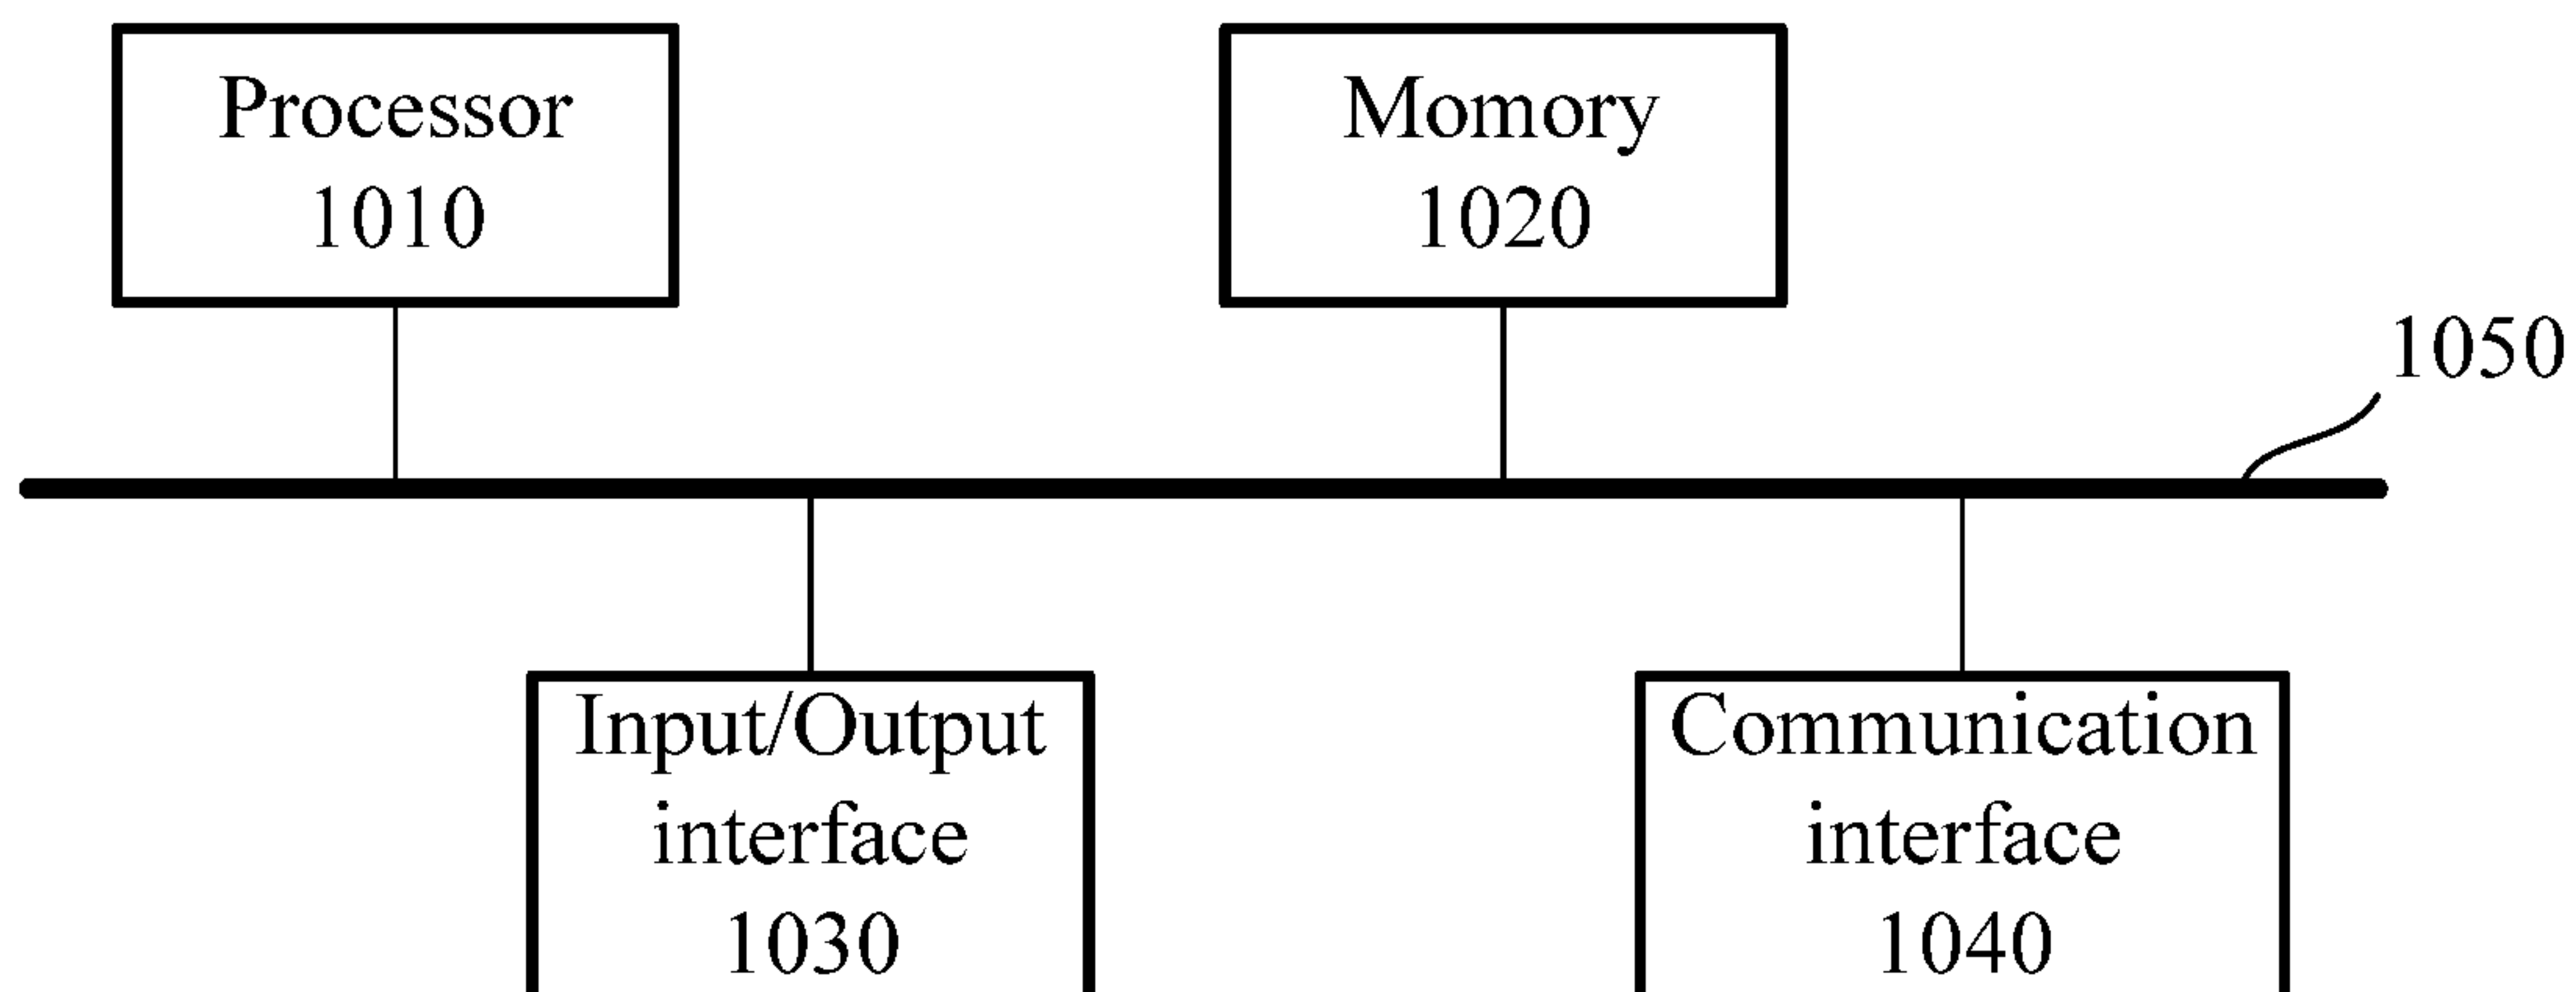 Processor
1010
Momory
1020
1050
Input/Output
interface
1030
Communication
interface
1040